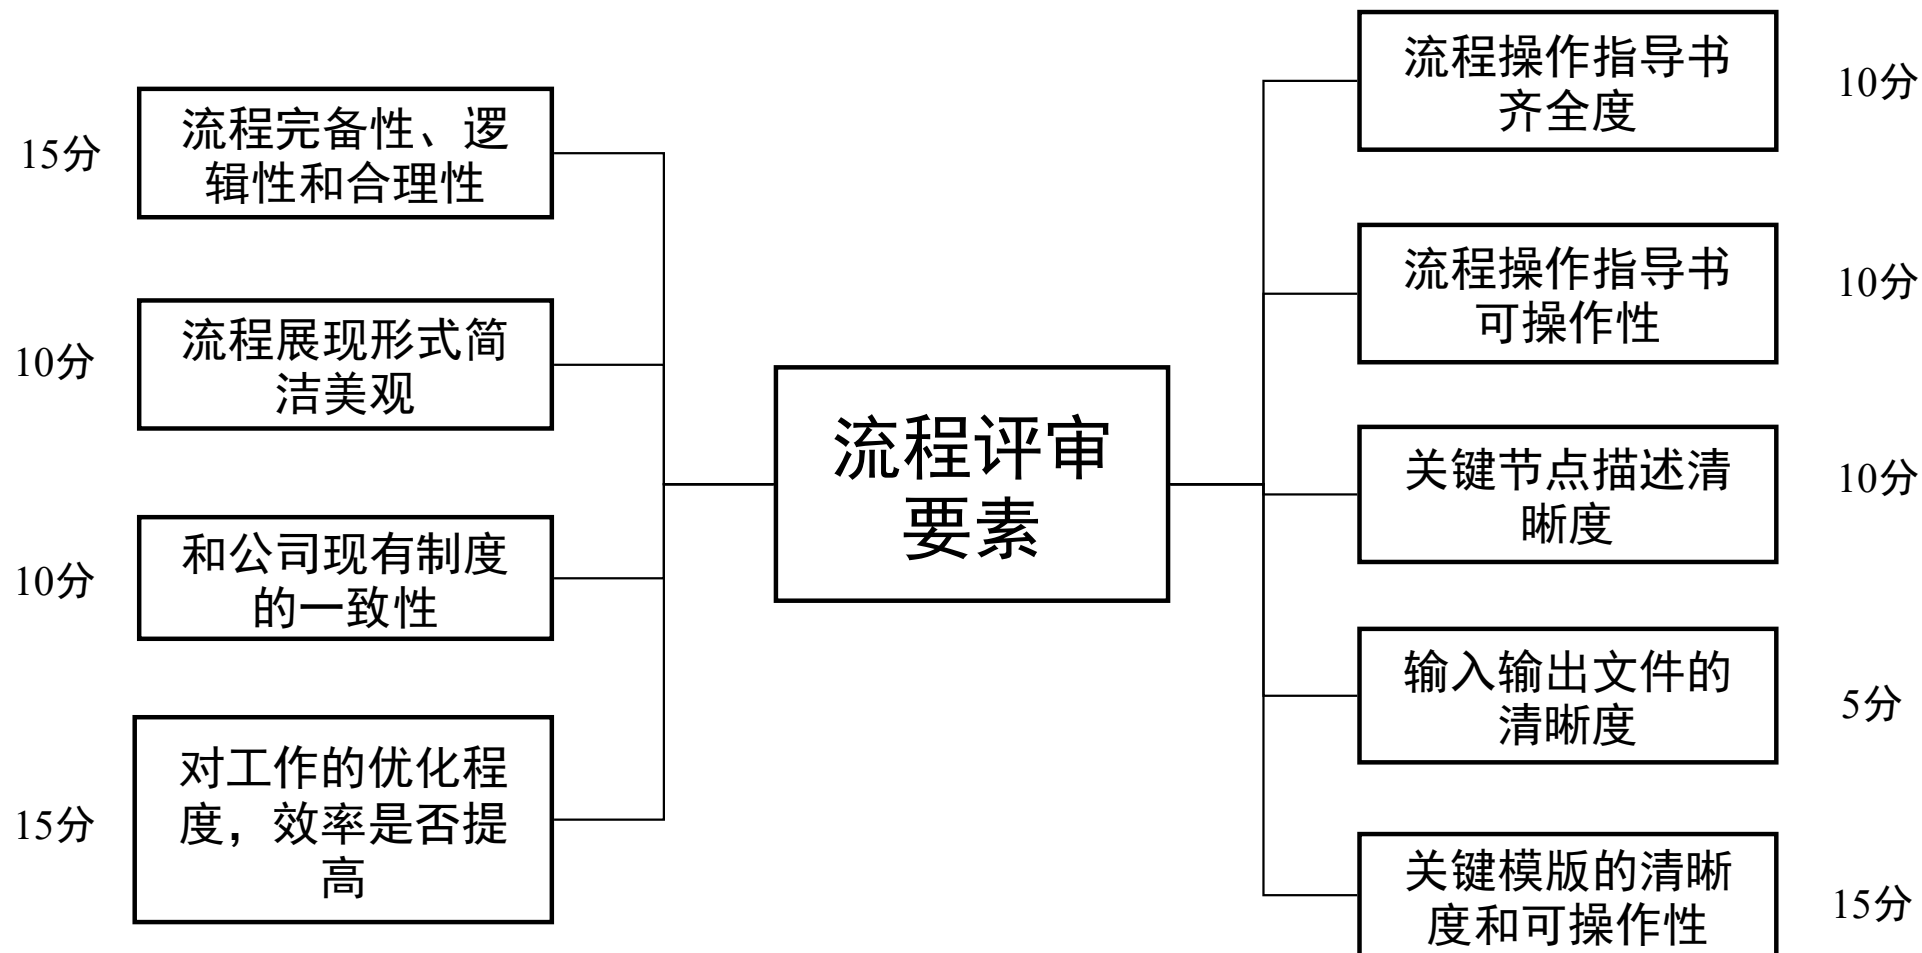 15分
流程完备性、逻
辑性和合理性
10分
流程展现形式简
洁美观
10分
和公司现有制度
的一致性
15分
对工作的优化程
度，效率是否提
高
流程评审
要素
流程操作指导书
齐全度
10分
流程操作指导书
可操作性
10分
关键节点描述清
晰度
10分
输入输出文件的
清晰度
5分
关键模版的清晰
度和可操作性
15分